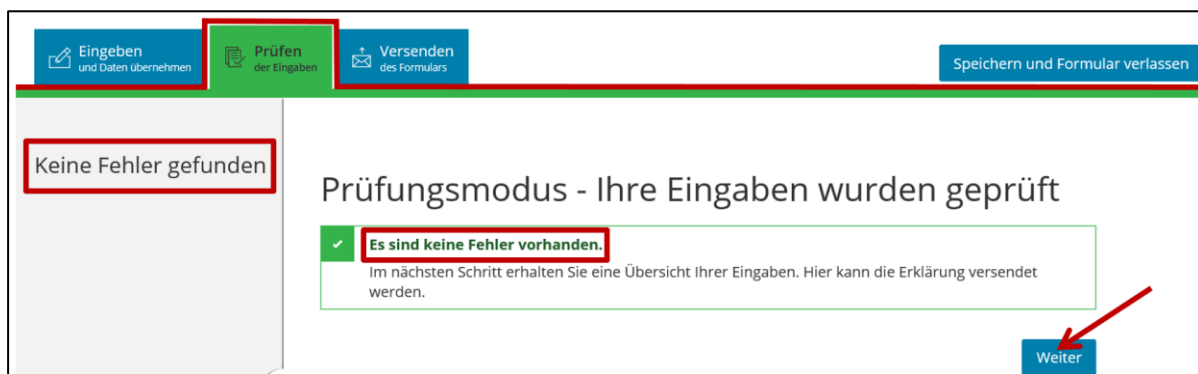 Eingeben
und Daten übernehmen
Prüfen
der Eingaben
Versenden
des Formulars
Speichern und Formular verlassen
Keine Fehler gefunden
Prüfungsmodus - Ihre Eingaben wurden geprüft
Es sind keine Fehler vorhanden.
Im nächsten Schritt erhalten Sie eine Übersicht Ihrer Eingaben. Hier kann die Erklärung versendet
werden.
Weiter